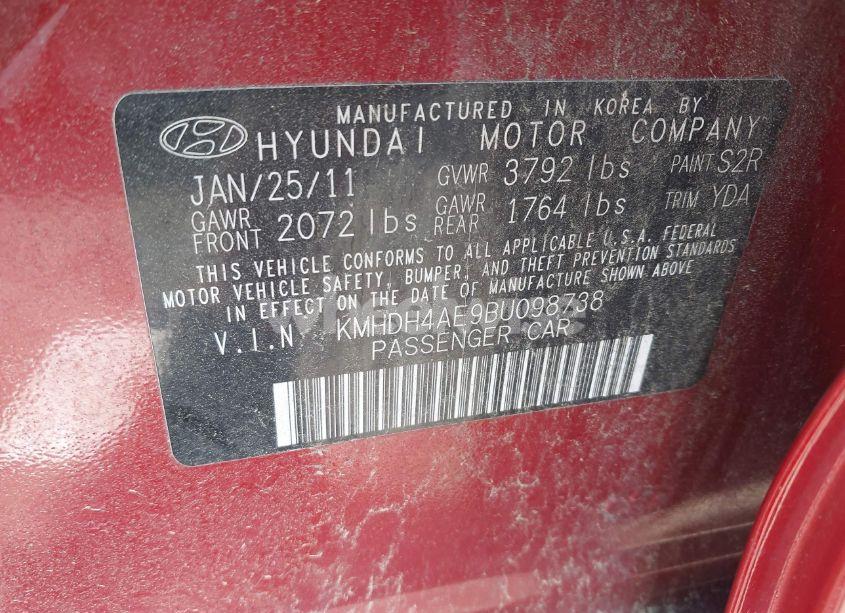 MANUFACTURED IN KOREA BY
HYUNDAI MOTOR COMPANY
JAN/25/11 GVWR 3792 lbs PAINT S2R
GAWR FRONT 2072 lbs GAWR REAR 1764 lbs TRIM YDA
THIS VEHICLE CONFORMS TO ALL APPLICABLE U.S.A. FEDERAL
MOTOR VEHICLE SAFETY, BUMPER, AND THEFT PREVENTION STANDARDS
IN EFFECT ON THE DATE OF MANUFACTURE SHOWN ABOVE
V.I.N KMHDH4AE9BU098738
PASSENGER CAR